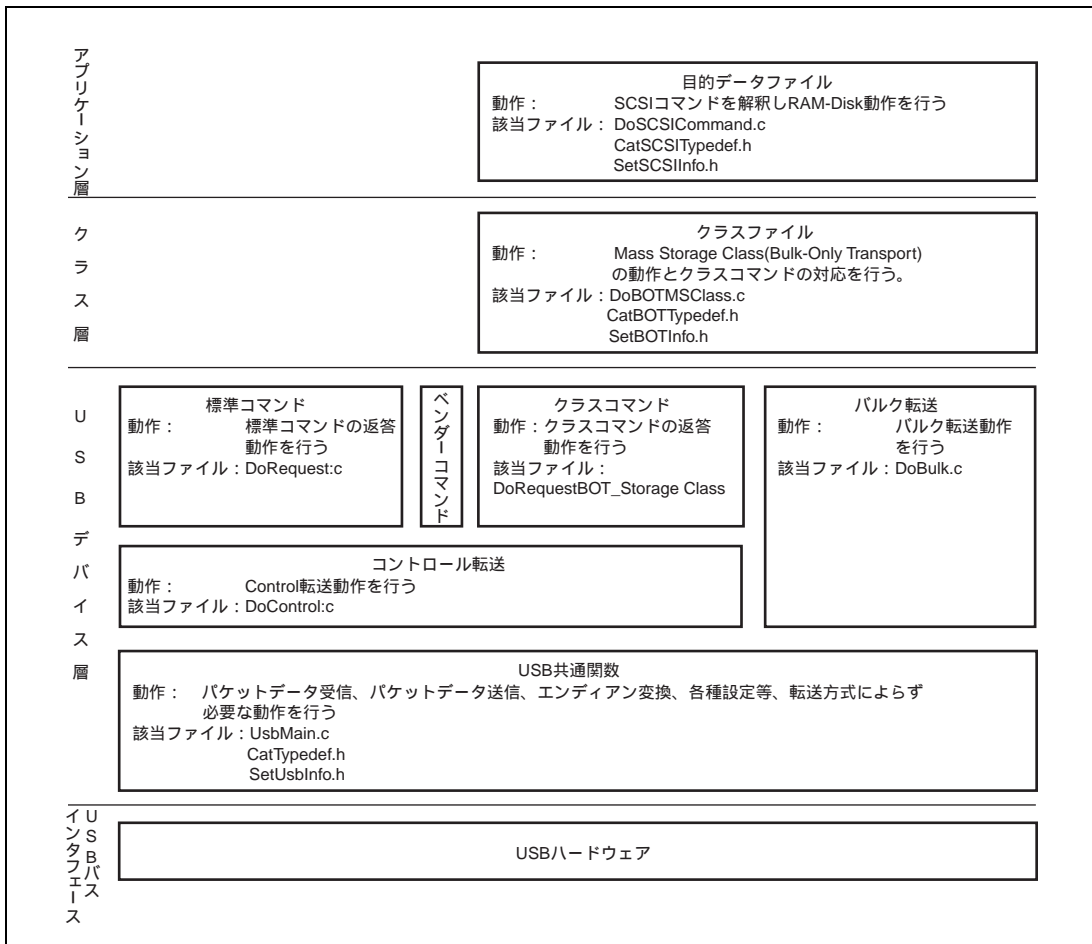 アプリケーション層
目的データファイル
動作： SCSIコマンドを解釈しRAM-Disk動作を行う
該当ファイル： DoSCSICommand.c
CatSCSITypedef.h
SetSCSIInfo.h
クラス層
クラスファイル
動作： Mass Storage Class(Bulk-Only Transport)
の動作とクラスコマンドの対応を行う。
該当ファイル：DoBOTMSClass.c
CatBOTTypedef.h
SetBOTInfo.h
USBデバイス層
標準コマンド
動作： 標準コマンドの返答
動作を行う
該当ファイル：DoRequest:c
ベンダーコマンド
クラスコマンド
動作：クラスコマンドの返答
動作を行う
該当ファイル：
DoRequestBOT_Storage Class
バルク転送
動作： バルク転送動作
を行う
該当ファイル：DoBulk.c
コントロール転送
動作： Control転送動作を行う
該当ファイル：DoControl:c
USB共通関数
動作： パケットデータ受信、パケットデータ送信、エンディアン変換、各種設定等、転送方式によらず
必要な動作を行う
該当ファイル：UsbMain.c
CatTypedef.h
SetUsbInfo.h
USBバス
インタフェース
USBハードウェア